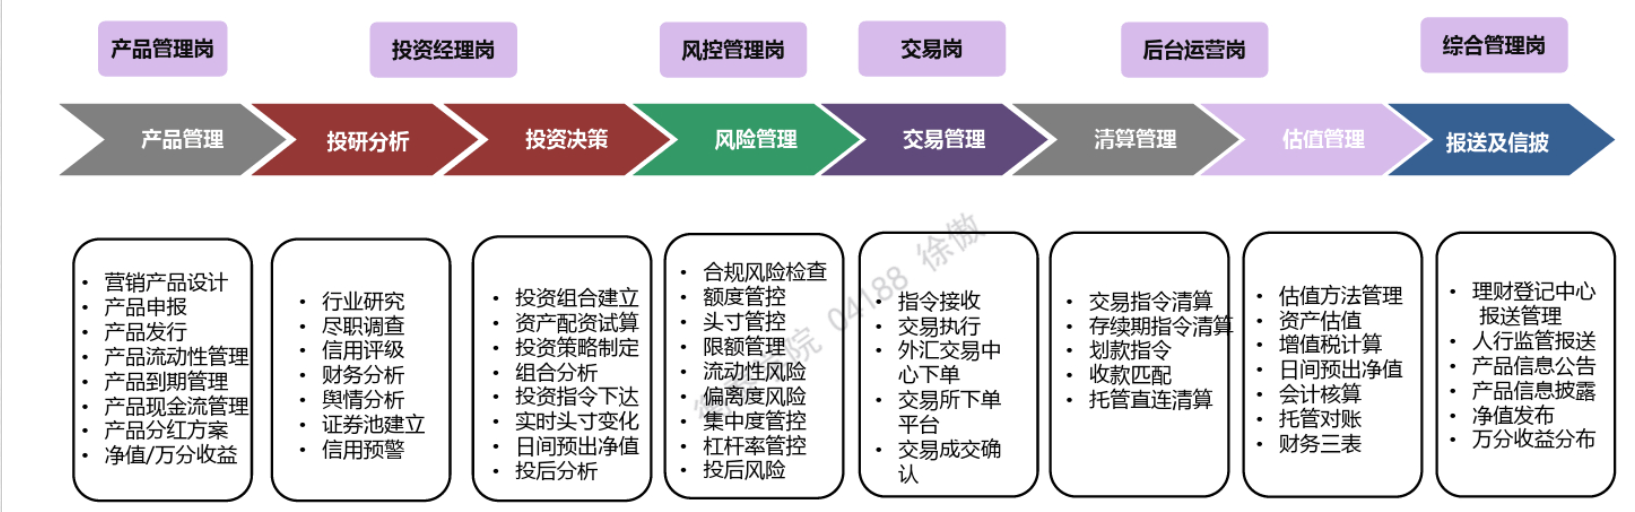 产品管理岗
投资经理岗
风控管理岗
交易岗
后台运营岗
综合管理岗
产品管理
投研分析
投资决策
风险管理
交易管理
清算管理
估值管理
报送及信披
• 营销产品设计
• 产品申报
• 产品发行
• 产品流动性管理
• 产品到期管理
• 产品现金流管理
• 产品分红方案
• 净值/万分收益
• 行业研究
• 尽职调查
• 信用评级
• 财务分析
• 舆情分析
• 证券池建立
• 信用预警
• 投资组合建立
• 资产配资试算
• 投资策略制定
• 组合分析
• 投资指令下达
• 实时头寸变化
• 日间预出净值
• 投后分析
• 合规风险检查
• 额度管控
• 头寸管控
• 限额管理
• 流动性风险
• 偏离度风险
• 集中度管控
• 杠杆率管控
• 投后风险
• 指令接收
• 交易执行
• 外汇交易中
心下单
• 交易所下单
平台
• 交易成交确
认
• 交易指令清算
• 存续期指令清算
• 划款指令
• 收款匹配
• 托管直连清算
• 估值方法管理
• 资产估值
• 增值税计算
• 日间预出净值
• 会计核算
• 托管对账
• 财务三表
• 理财登记中心
报送管理
• 人行监管报送
• 产品信息公告
• 产品信息披露
• 净值发布
• 万分收益分布
院 04188 徐傲